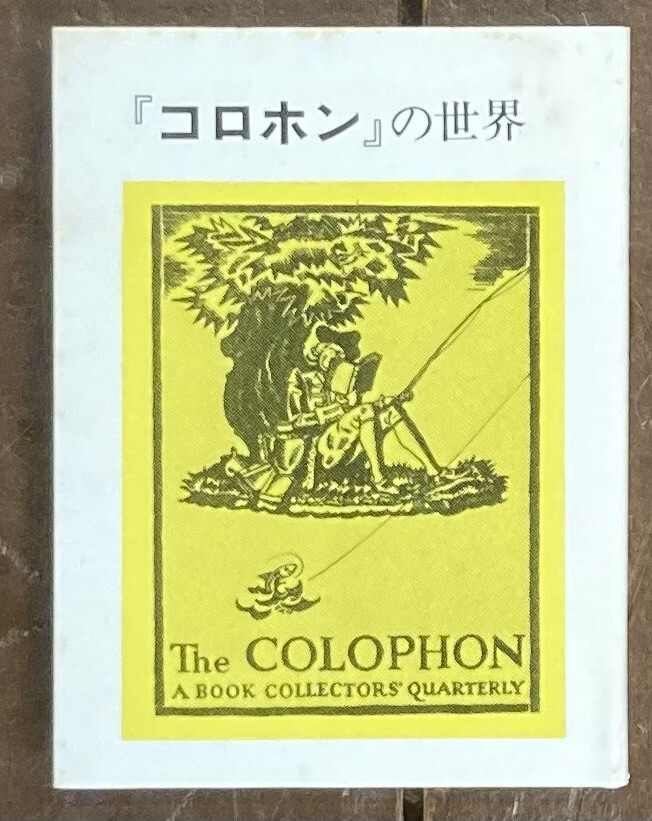 『コロホン』の世界
The COLOPHON
A BOOK COLLECTORS' QUARTERLY